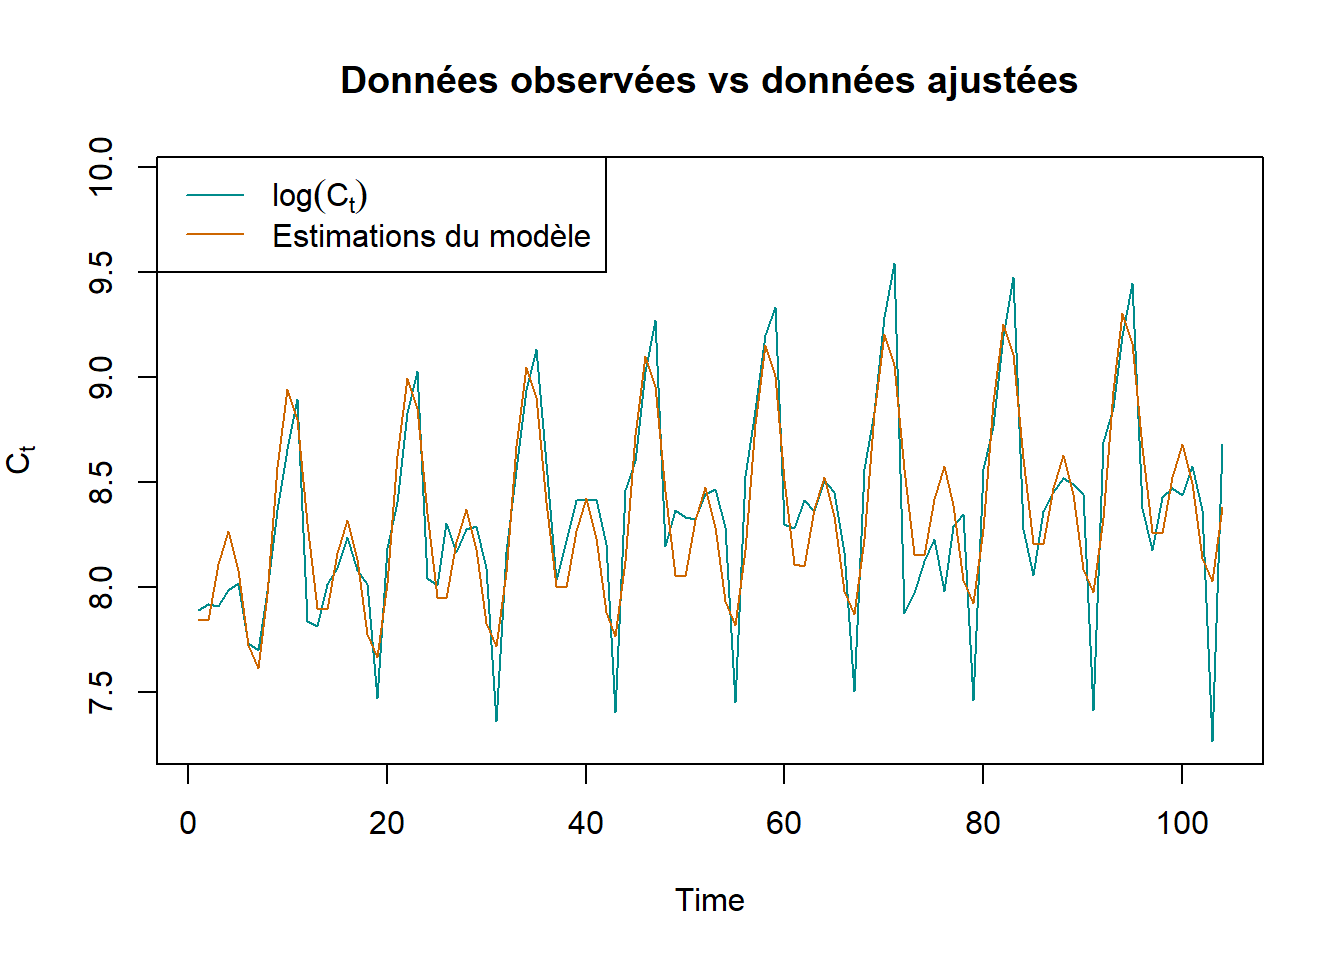 Données observées vs données ajustées
log(Ct)
Estimations du modèle
Ct
10.0
9.5
9.0
8.5
8.0
7.5
0 20 40 60 80 100
Time